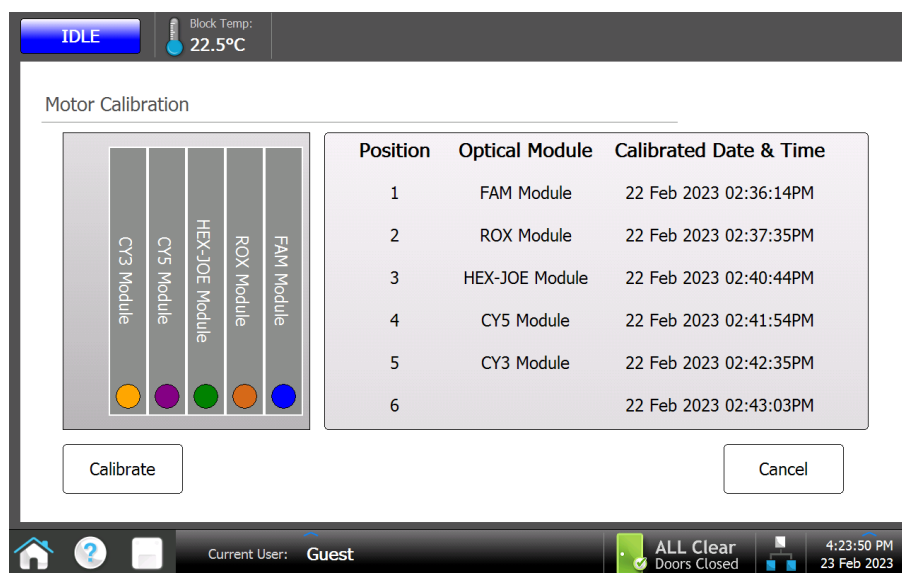 IDLE
Block Temp:
22.5°C
Motor Calibration
CY3 Module
CY5 Module
HEX-JOE Module
ROX Module
FAM Module
Position Optical Module Calibrated Date & Time
1 FAM Module 22 Feb 2023 02:36:14PM
2 ROX Module 22 Feb 2023 02:37:35PM
3 HEX-JOE Module 22 Feb 2023 02:40:44PM
4 CY5 Module 22 Feb 2023 02:41:54PM
5 CY3 Module 22 Feb 2023 02:42:35PM
6 22 Feb 2023 02:43:03PM
Calibrate
Cancel
?
Current User: Guest
ALL Clear
Doors Closed
4:23:50 PM
23 Feb 2023